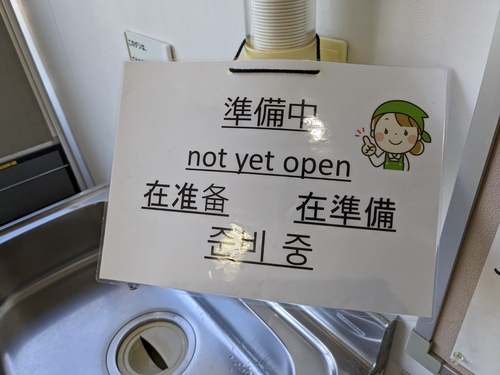 準備中
not yet open
在准备 在準備
준비 중